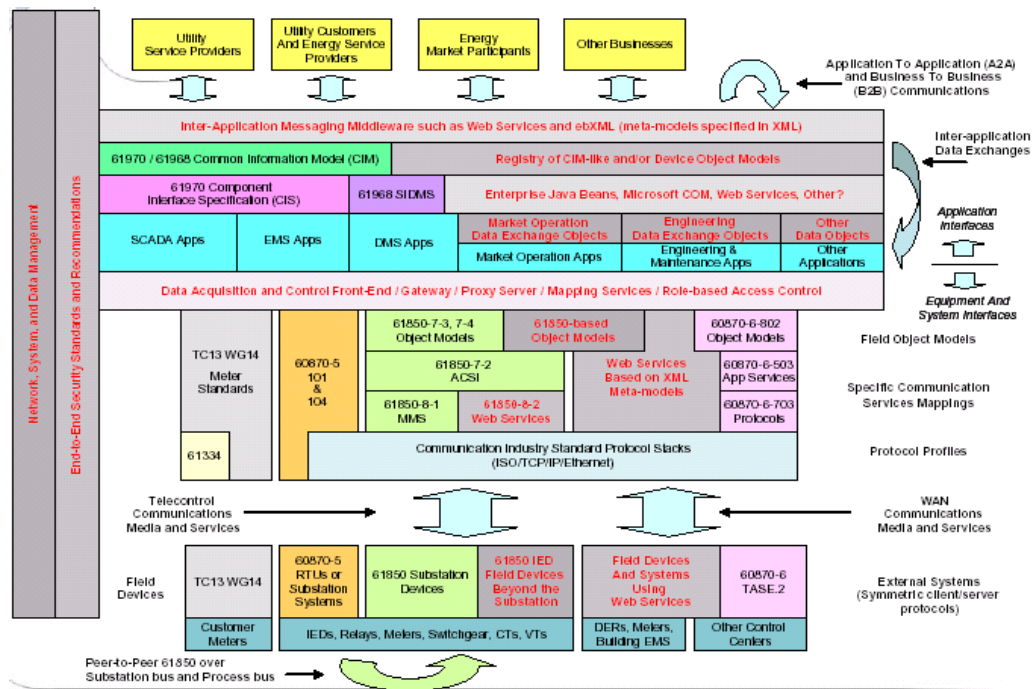 Utility
Service Providers
Utility Customers
And Energy Service
Providers
Energy
Market Participants
Other Businesses
Application To Application (A2A)
and Business To Business
(B2B) Communications
Inter-Application Messaging Middleware such as Web Services and ebXML (meta-models specified in XML)
Inter-application
Data Exchanges
61970 / 61968 Common Information Model (CIM)
Registry of CIM-like and/or Device Object Models
61970 Component
Interface Specification (CIS)
61968 SIDMS
Enterprise Java Beans, Microsoft COM, Web Services, Other?
SCADA Apps
EMS Apps
DMS Apps
Market Operation
Data Exchange Objects
Engineering
Data Exchange Objects
Other
Data Objects
Market Operation Apps
Engineering &
Maintenance Apps
Other
Applications
Application
Interfaces
Data Acquisition and Control Front-End / Gateway / Proxy Server / Mapping Services / Role-based Access Control
Equipment And
System Interfaces
Network, System, and Data Management
End-to-End Security Standards and Recommendations
TC13 WG14
Meter
Standards
60870-5
101
&
104
61850-7-3, 7-4
Object Models
61850-based
Object Models
60870-6-802
Object Models
Field Object Models
61850-7-2
ACSI
Web Services
Based on XML
Meta-models
60870-6-503
App Services
Specific Communication
Services Mappings
61850-8-1
MMS
61850-8-2
Web Services
60870-6-703
Protocols
61334
Communication Industry Standard Protocol Stacks
(ISO/TCP/IP/Ethernet)
Protocol Profiles
Telecontrol
Communications
Media and Services
WAN
Communications
Media and Services
Field
Devices
TC13 WG14
60870-5
RTUs or
Substation
Systems
61850 Substation
Devices
61850 IED
Field Devices
Beyond the
Substation
Field Devices
And Systems
Using
Web Services
60870-6
TASE.2
External Systems
(Symmetric client/server
protocols)
Customer
Meters
IEDs, Relays, Meters, Switchgear, CTs, VTs
DERs, Meters,
Building EMS
Other Control
Centers
Peer-to-Peer 61850 over
Substation bus and Process bus